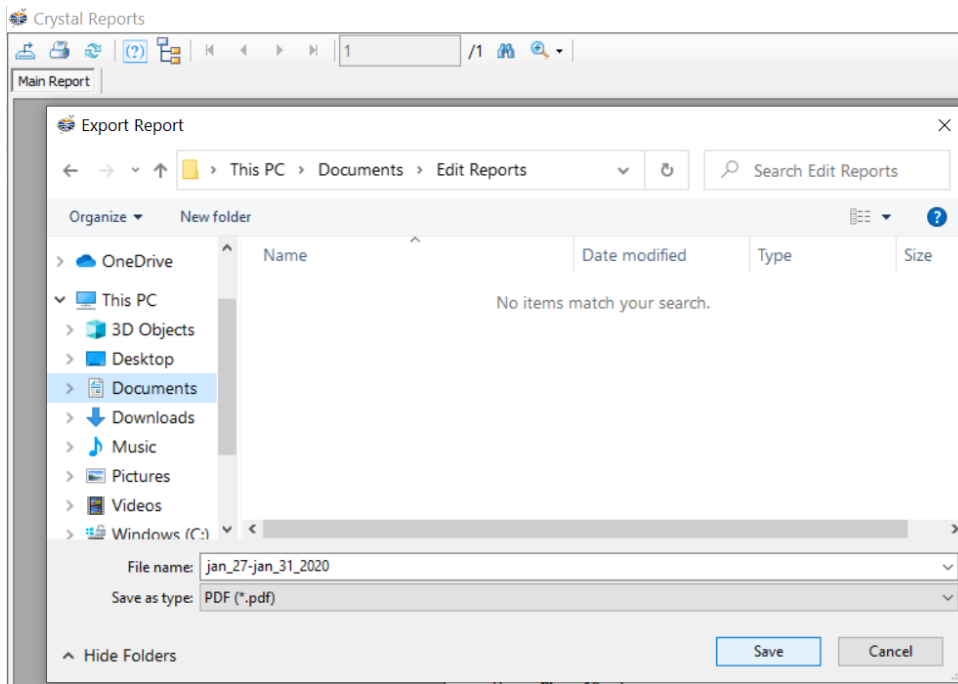 Crystal Reports
(?) 1 /1
Main Report
Export Report
This PC > Documents > Edit Reports Search Edit Reports
Organize New folder ?
Name Date modified Type Size
No items match your search.
OneDrive
This PC
3D Objects
Desktop
Documents
Downloads
Music
Pictures
Videos
Windows (C:)
File name: jan_27-jan_31_2020
Save as type: PDF (*.pdf)
Hide Folders Save Cancel